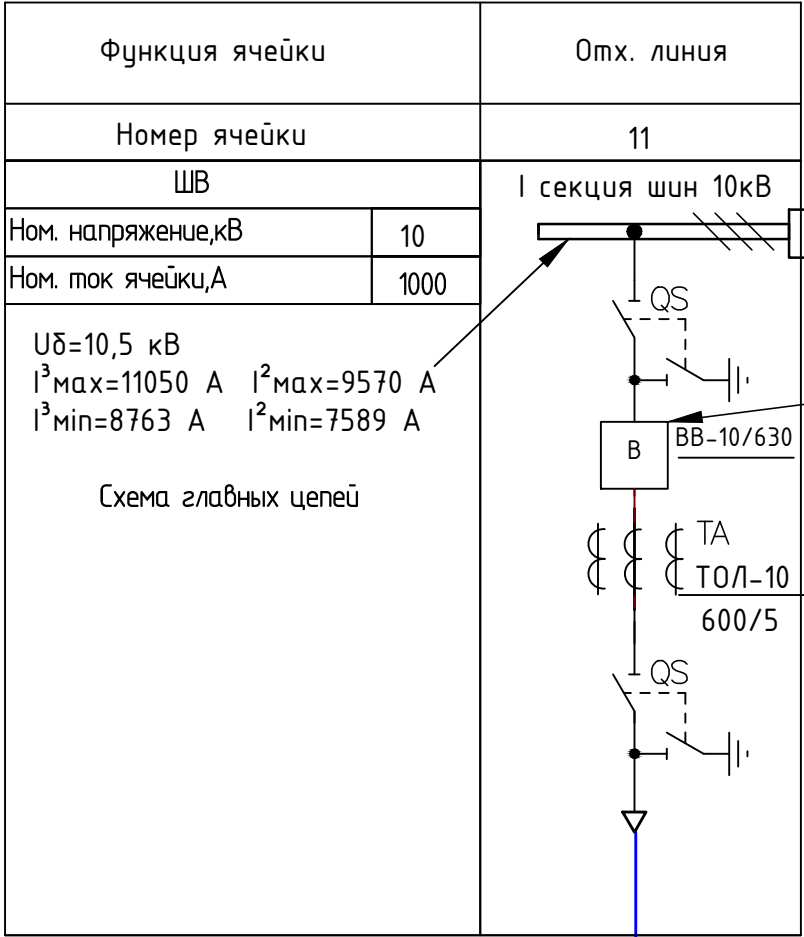 Функция ячейки
Отх. линия
Номер ячейки
11
ШВ
Ном. напряжение,кВ
10
Ном. ток ячейки,А
1000
Uб=10,5 кВ
I³мах=11050 А I²мах=9570 А
I³min=8763 А I²min=7589 А
Схема главных цепей
I секция шин 10кВ
QS
В
ВВ-10/630
ТА
ТОЛ-10
600/5
QS